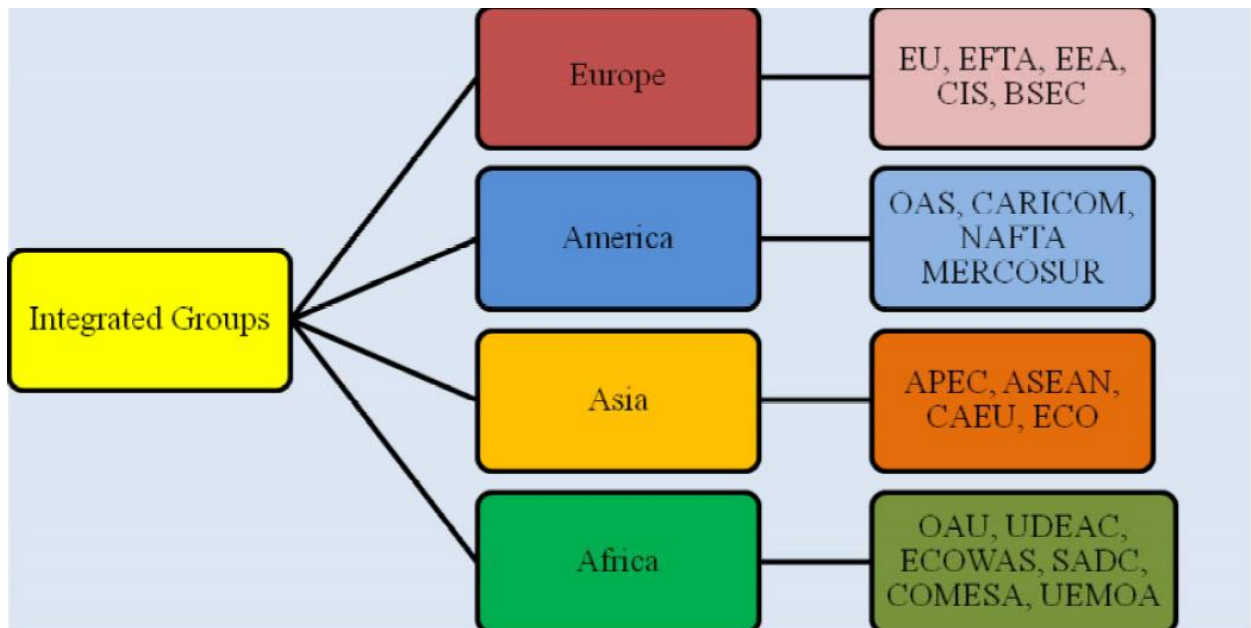 Integrated Groups
Europe
EU, EFTA, EEA,
CIS, BSEC
America
OAS, CARICOM,
NAFTA
MERCOSUR
Asia
APEC, ASEAN,
CAEU, ECO
Africa
OAU, UDEAC,
ECOWAS, SADC,
COMESA, UEMOA